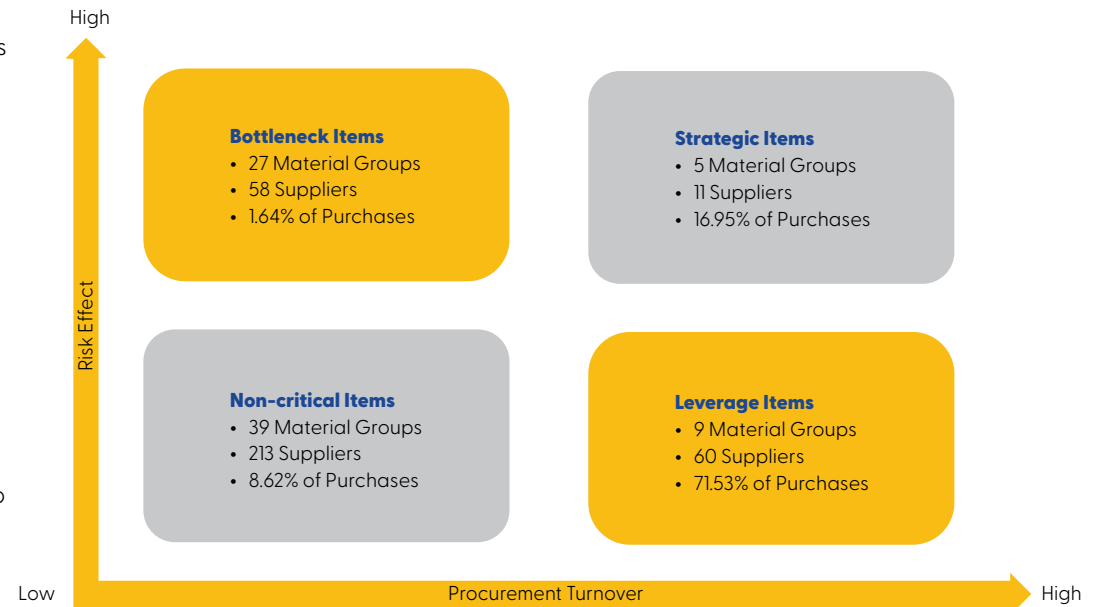 High
s
Bottleneck Items
• 27 Material Groups
• 58 Suppliers
• 1.64% of Purchases
Strategic Items
• 5 Material Groups
• 11 Suppliers
• 16.95% of Purchases
Risk Effect
Non-critical Items
• 39 Material Groups
• 213 Suppliers
• 8.62% of Purchases
Leverage Items
• 9 Material Groups
• 60 Suppliers
• 71.53% of Purchases
Low
Procurement Turnover
High